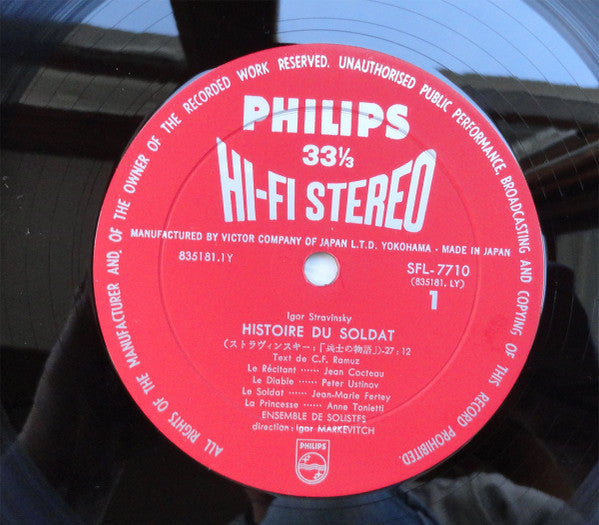 ALL RIGHTS OF THE MANUFACTURER AND, OF THE OWNER OF THE RECORDED WORK RESERVED. UNAUTHORISED PUBLIC PERFORMANCE, BROADCASTING AND COPYING OF THIS RECORD PROHIBITED.
PHILIPS
33⅓
HI-FI STEREO
MANUFACTURED BY VICTOR COMPANY OF JAPAN L.T.D. YOKOHAMA - MADE IN JAPAN
835181.1Y
SFL-7710
(835181. LY)
1
Igor Stravinsky
HISTOIRE DU SOLDAT
(ストラヴィンスキー:「兵士の物語」)-27:12
Text de C.F. Ramuz
Le Récitant ······ Jean Cocteau
Le Diable ······ Peter Ustinov
Le Soldat ······ Jean-Marie Fertey
La Princesse ······ Anne Tonietti
ENSEMBLE DE SOLISTES
direction : Igor MARKEVITCH
PHILIPS